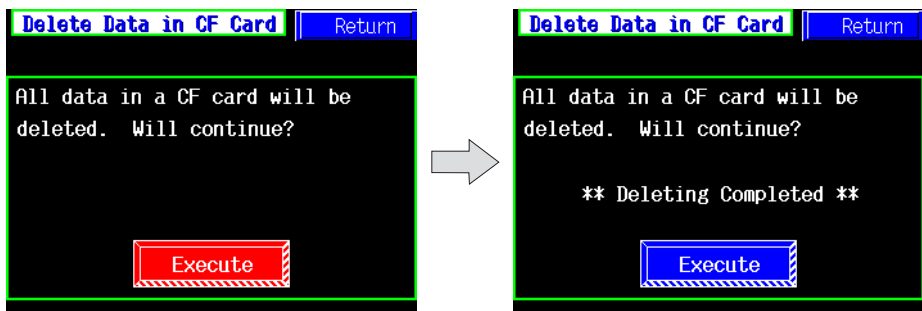 Delete Data in CF Card Return
All data in a CF card will be
deleted. Will continue?
Execute
Delete Data in CF Card Return
All data in a CF card will be
deleted. Will continue?
** Deleting Completed **
Execute